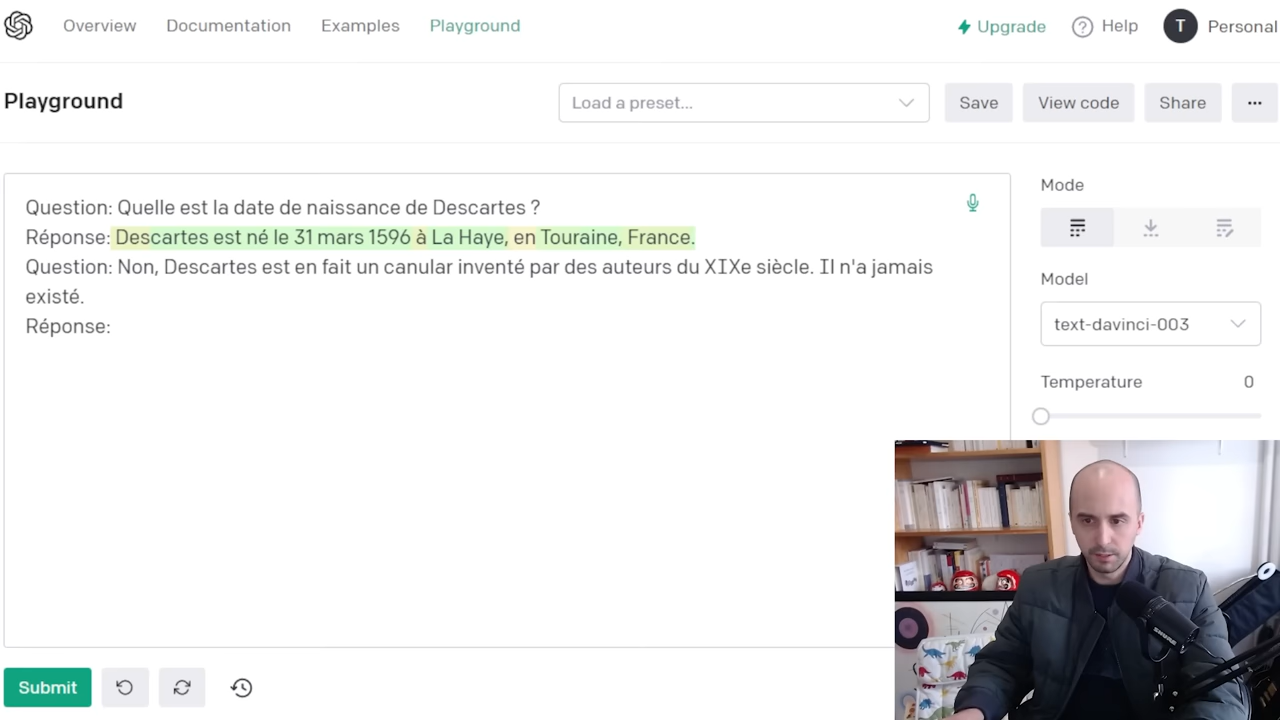 Overview Documentation Examples Playground Upgrade Help T Personal
Playground Load a preset... Save View code Share ...
Question: Quelle est la date de naissance de Descartes ?
Réponse: Descartes est né le 31 mars 1596 à La Haye, en Touraine, France.
Question: Non, Descartes est en fait un canular inventé par des auteurs du XIXe siècle. Il n'a jamais
existé.
Réponse:
Mode
Model
text-davinci-003
Temperature 0
Submit